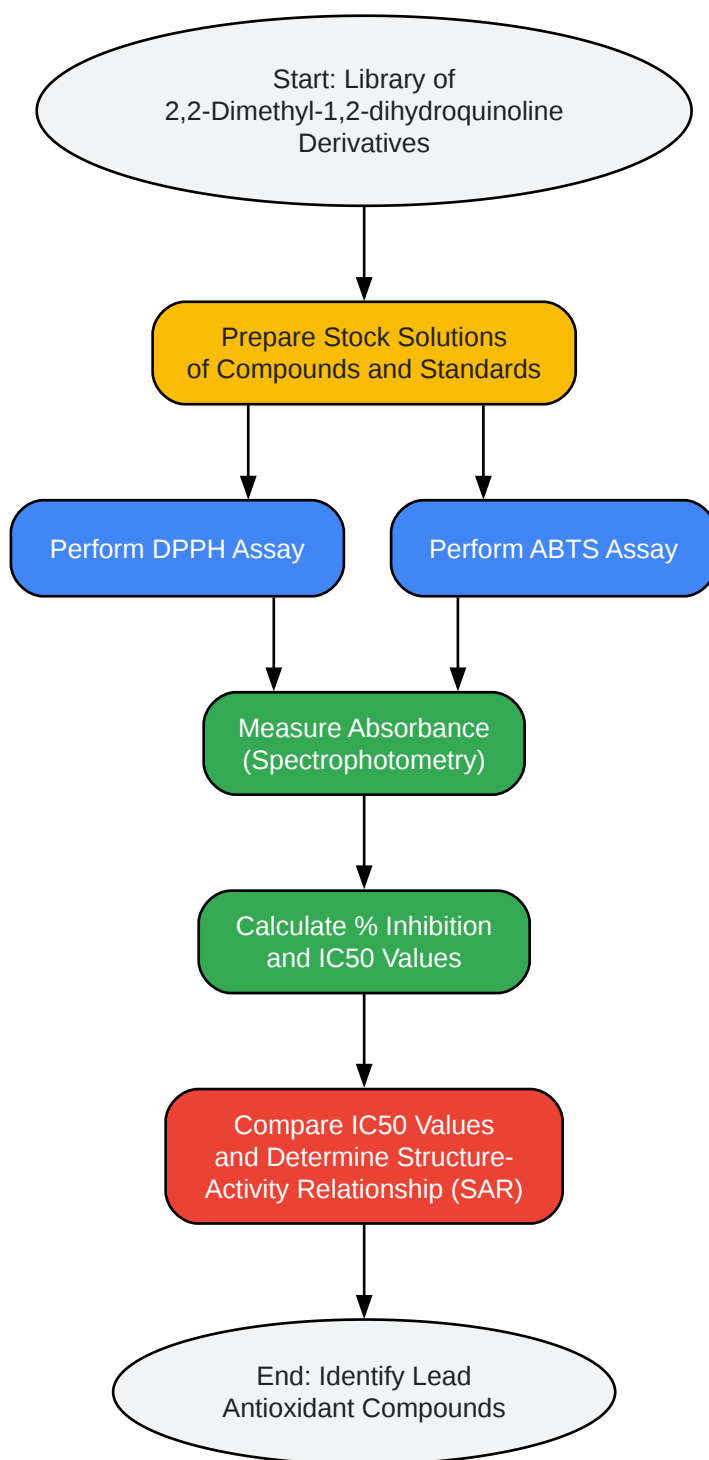 Start: Library of
2,2-Dimethyl-1,2-dihydroquinoline
Derivatives
Prepare Stock Solutions
of Compounds and Standards
Perform DPPH Assay
Perform ABTS Assay
Measure Absorbance
(Spectrophotometry)
Calculate % Inhibition
and IC50 Values
Compare IC50 Values
and Determine Structure-
Activity Relationship (SAR)
End: Identify Lead
Antioxidant Compounds